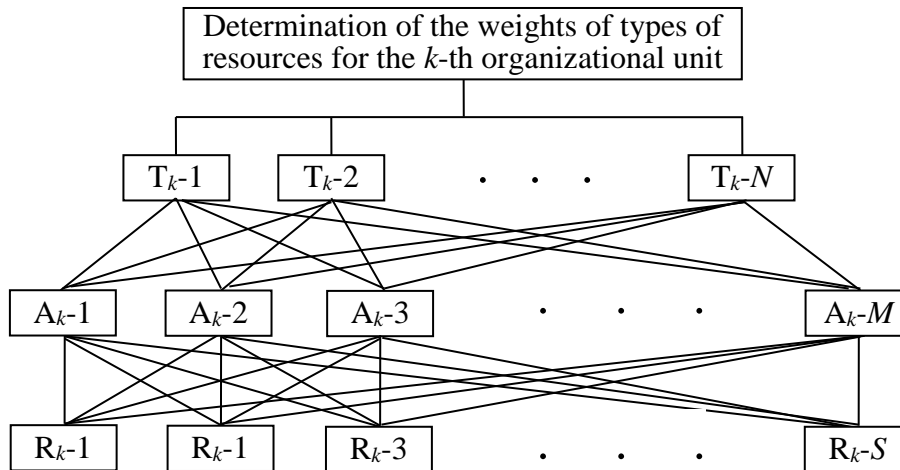 Determination of the weights of types of
resources for the k-th organizational unit
Tk-1 Tk-2 . . . Tk-N
Ak-1 Ak-2 Ak-3 . . . Ak-M
Rk-1 Rk-1 Rk-3 . . . Rk-S